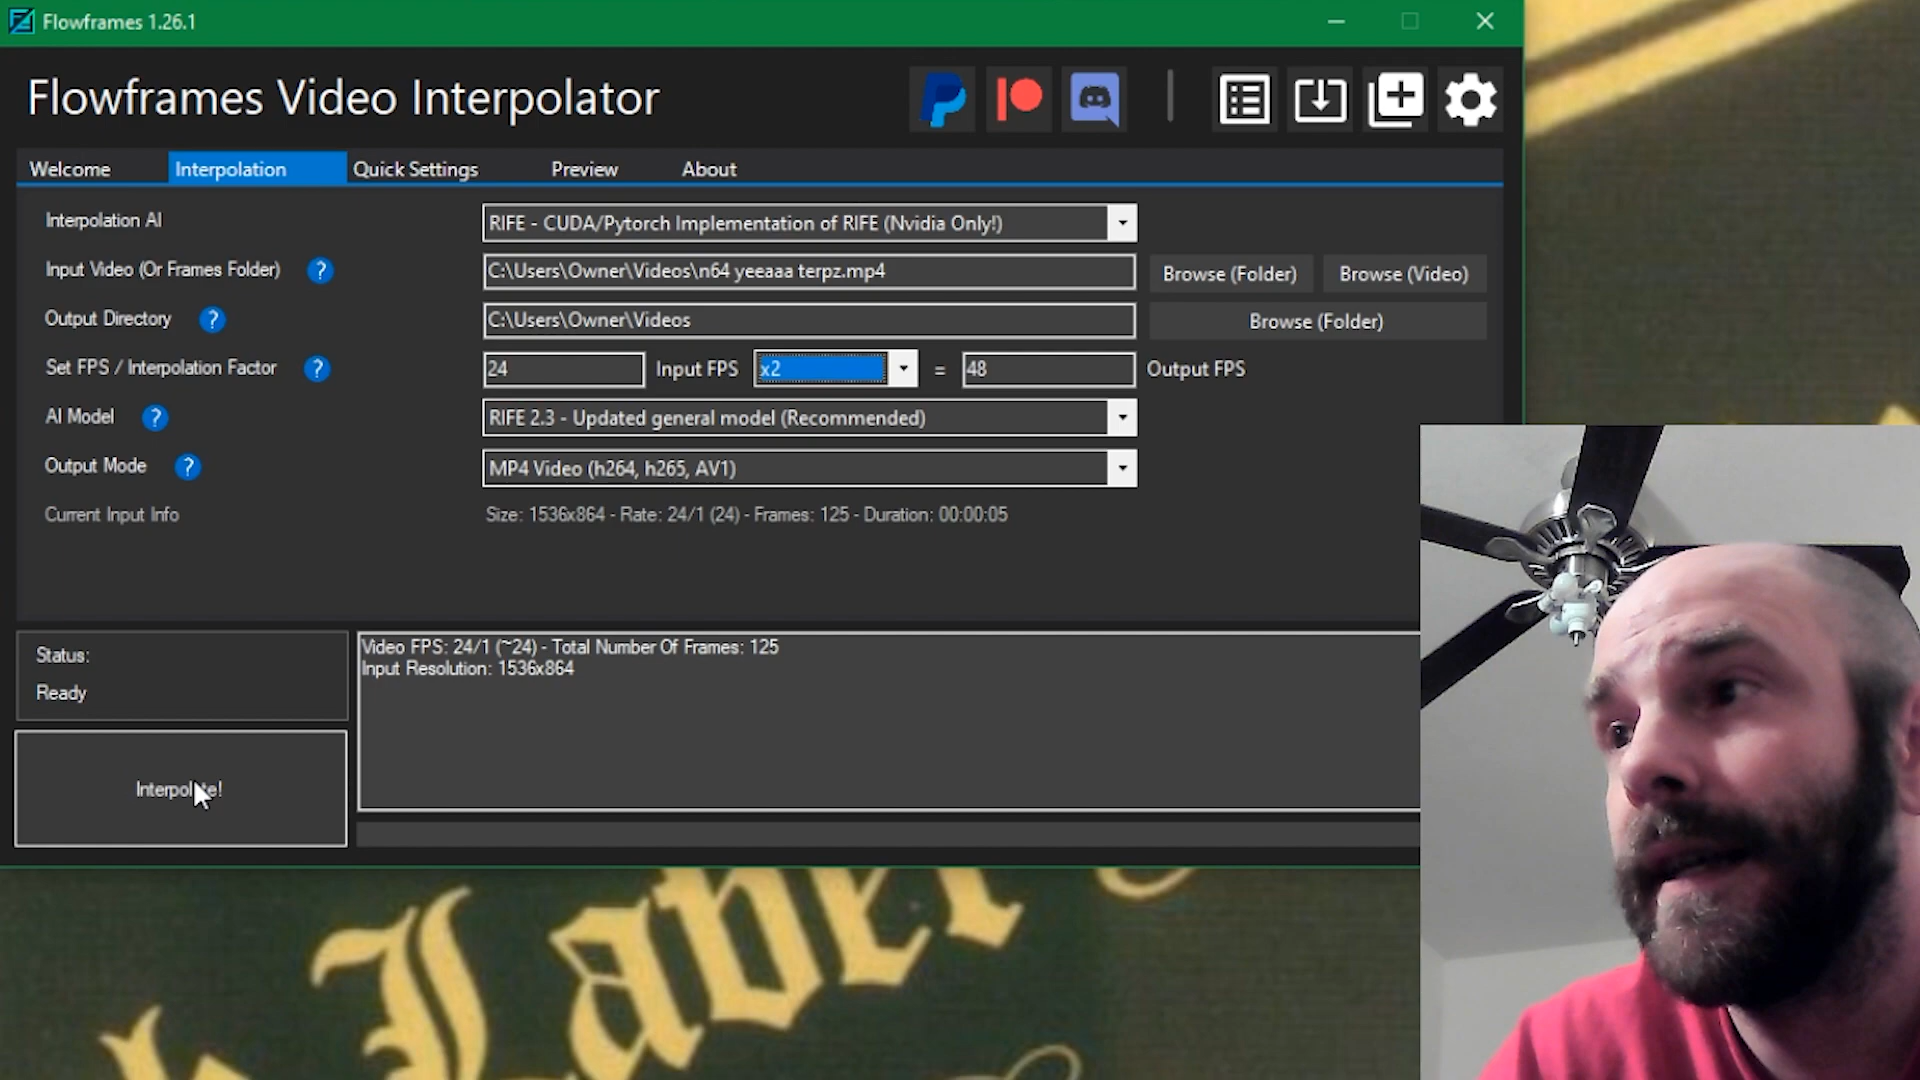 Flowframes 1.26.1
Flowframes Video Interpolator
Welcome Interpolation Quick Settings Preview About
Interpolation AI RIFE - CUDA/Pytorch Implementation of RIFE (Nvidia Only!)
Input Video (Or Frames Folder) ? C:\Users\Owner\Videos\n64 yeeaaa terpz.mp4 Browse (Folder) Browse (Video)
Output Directory ? C:\Users\Owner\Videos Browse (Folder)
Set FPS / Interpolation Factor ? 24 Input FPS x2 = 48 Output FPS
AI Model ? RIFE 2.3 - Updated general model (Recommended)
Output Mode ? MP4 Video (h264, h265, AV1)
Current Input Info Size: 1536x864 - Rate: 24/1 (24) - Frames: 125 - Duration: 00:00:05
Status:
Ready
Video FPS: 24/1 (~24) - Total Number Of Frames: 125
Input Resolution: 1536x864
Interpolate!
Label